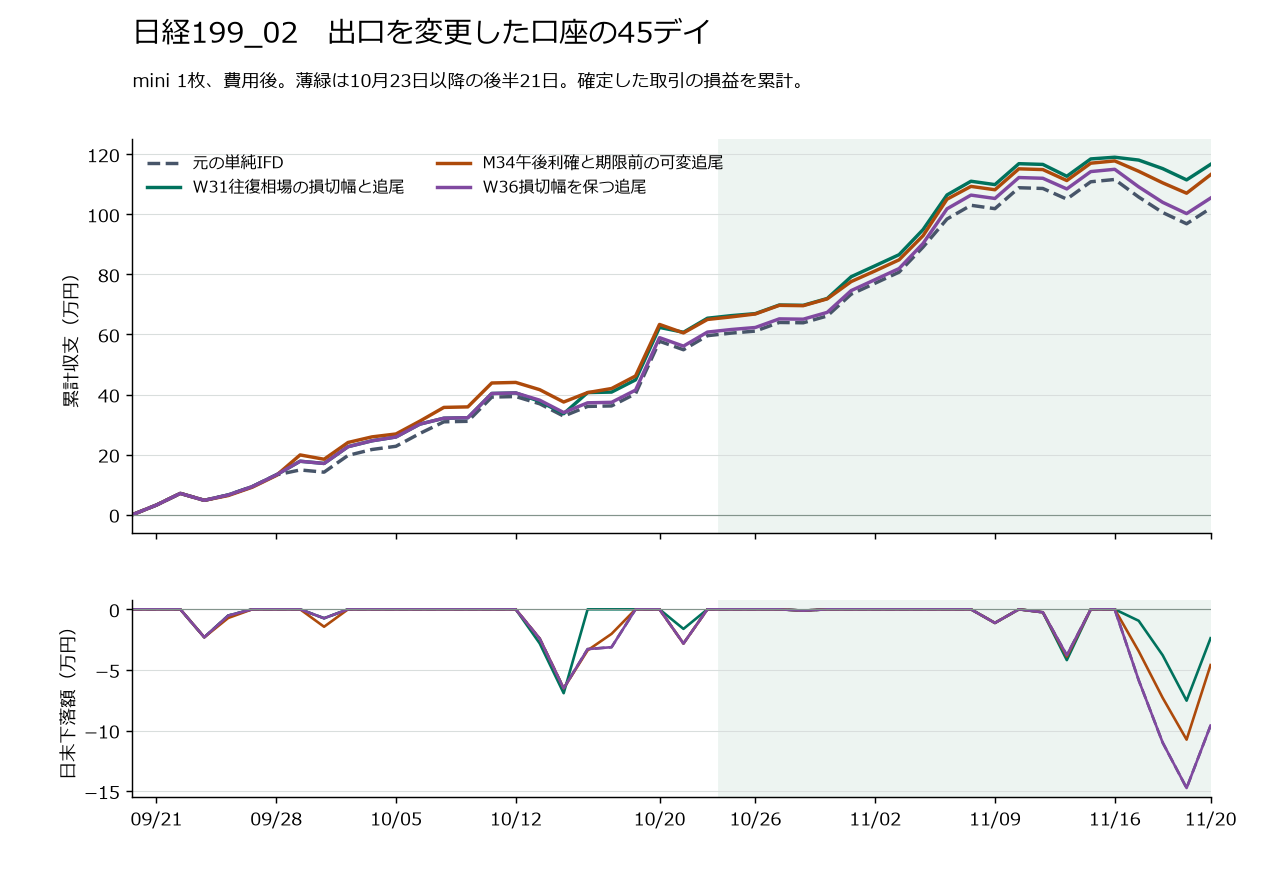 日経199_02　出口を変更した口座の45デイ
mini 1枚、費用後。薄緑は10月23日以降の後半21日。確定した取引の損益を累計。
元の単純IFD
W31往復相場の損切幅と追尾
M34午後利確と期限前の可変追尾
W36損切幅を保つ追尾
累計収支（万円）
120
100
80
60
40
20
0
日末下落額（万円）
0
−5
−10
−15
09/21 09/28 10/05 10/12 10/20 10/26 11/02 11/09 11/16 11/20